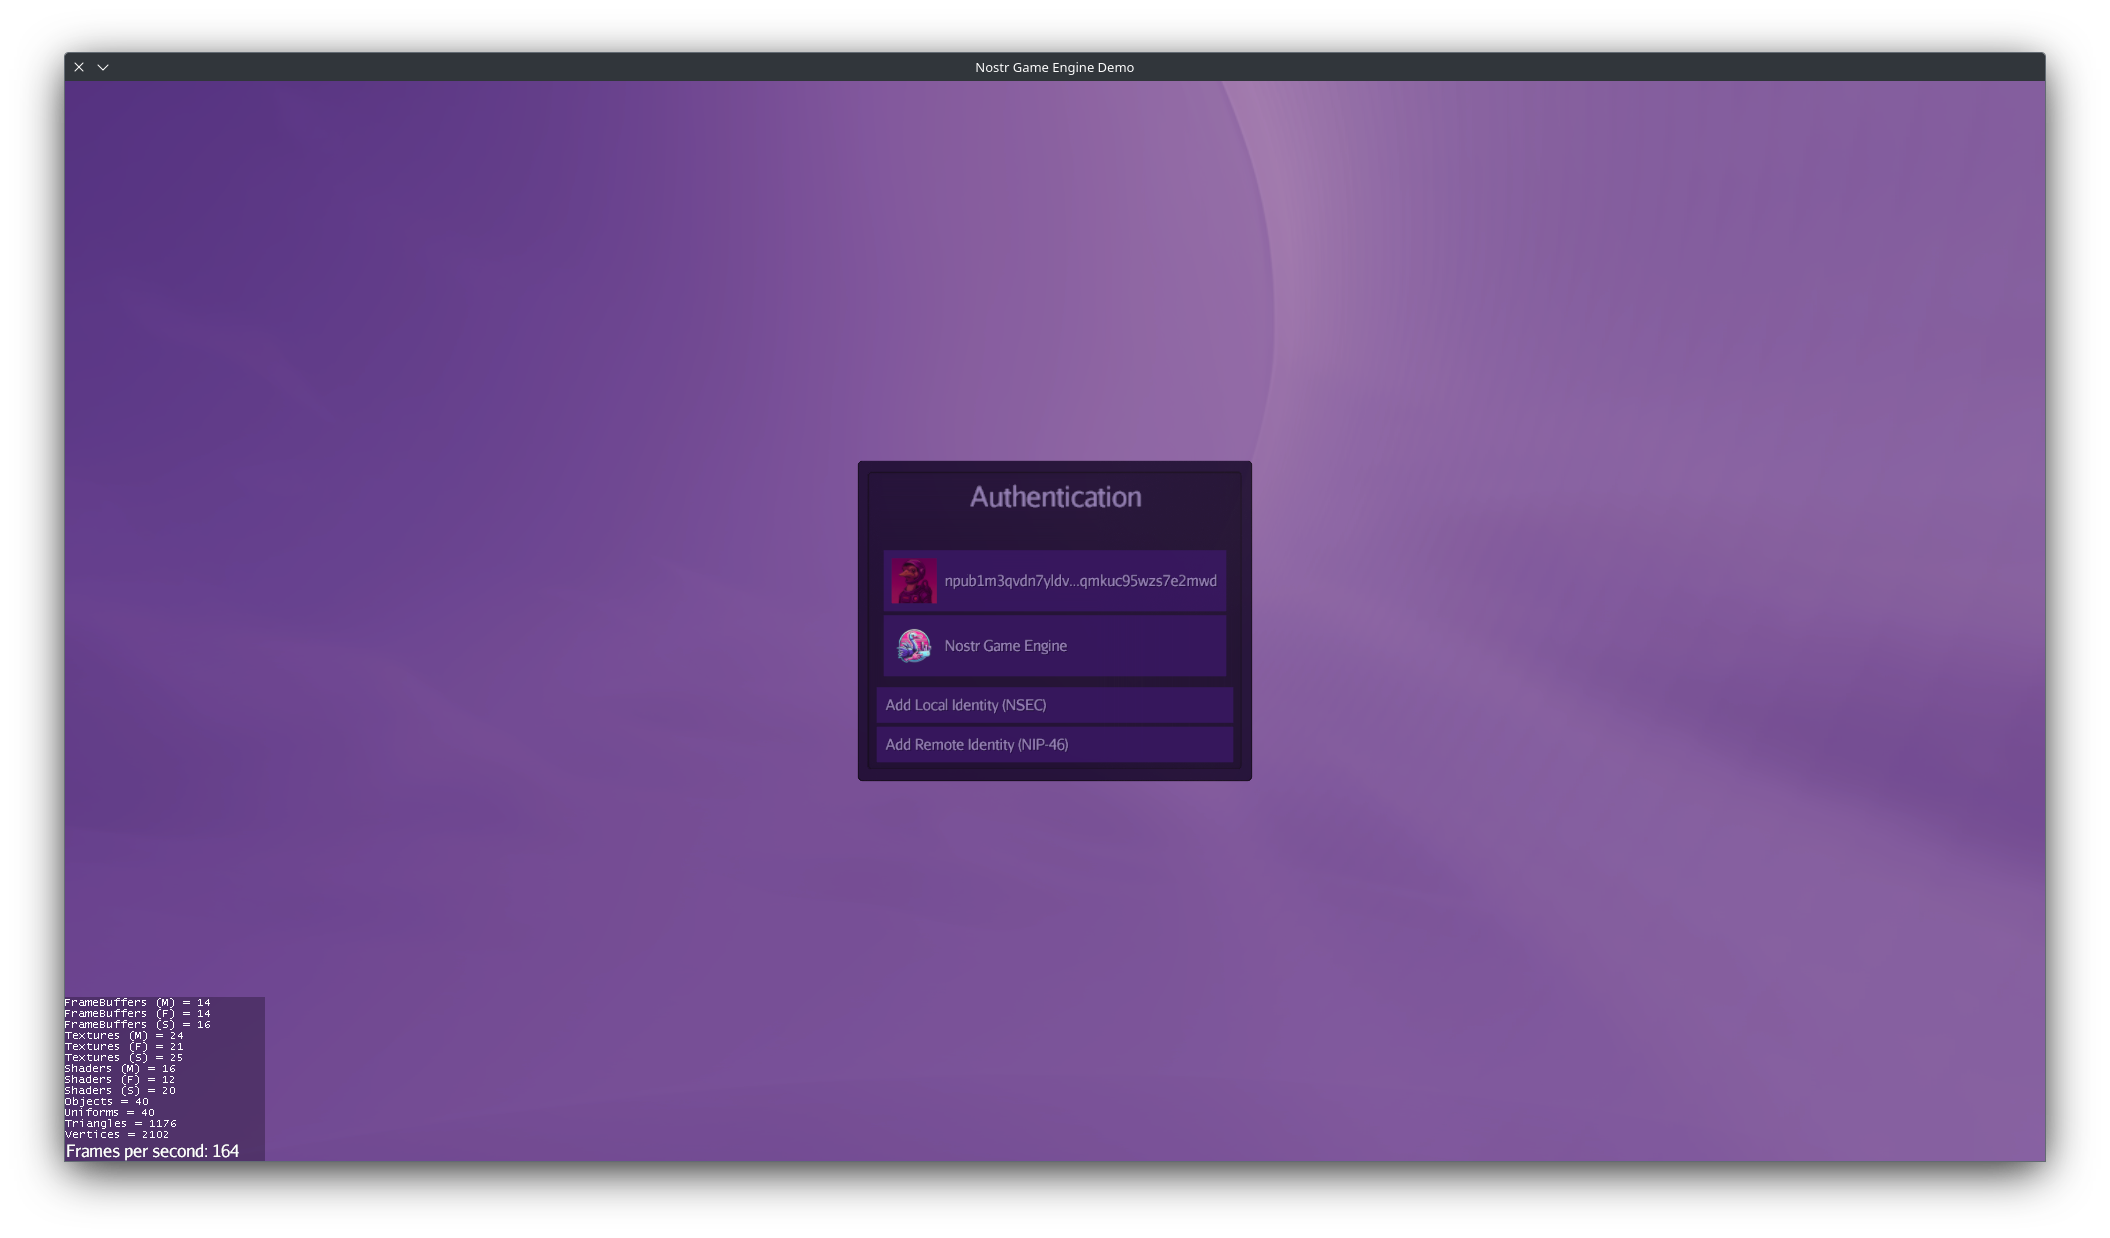 Nostr Game Engine Demo
Authentication
npub1m3qvdn7yldv...qmkuc95wzs7e2mwd
Nostr Game Engine
Add Local Identity (NSEC)
Add Remote Identity (NIP-46)
FrameBuffers (M) = 14
FrameBuffers (F) = 14
FrameBuffers (S) = 16
Textures (M) = 24
Textures (F) = 21
Textures (S) = 25
Shaders (M) = 16
Shaders (F) = 12
Shaders (S) = 20
Objects = 40
Uniforms = 40
Triangles = 1176
Vertices = 2102
Frames per second: 164